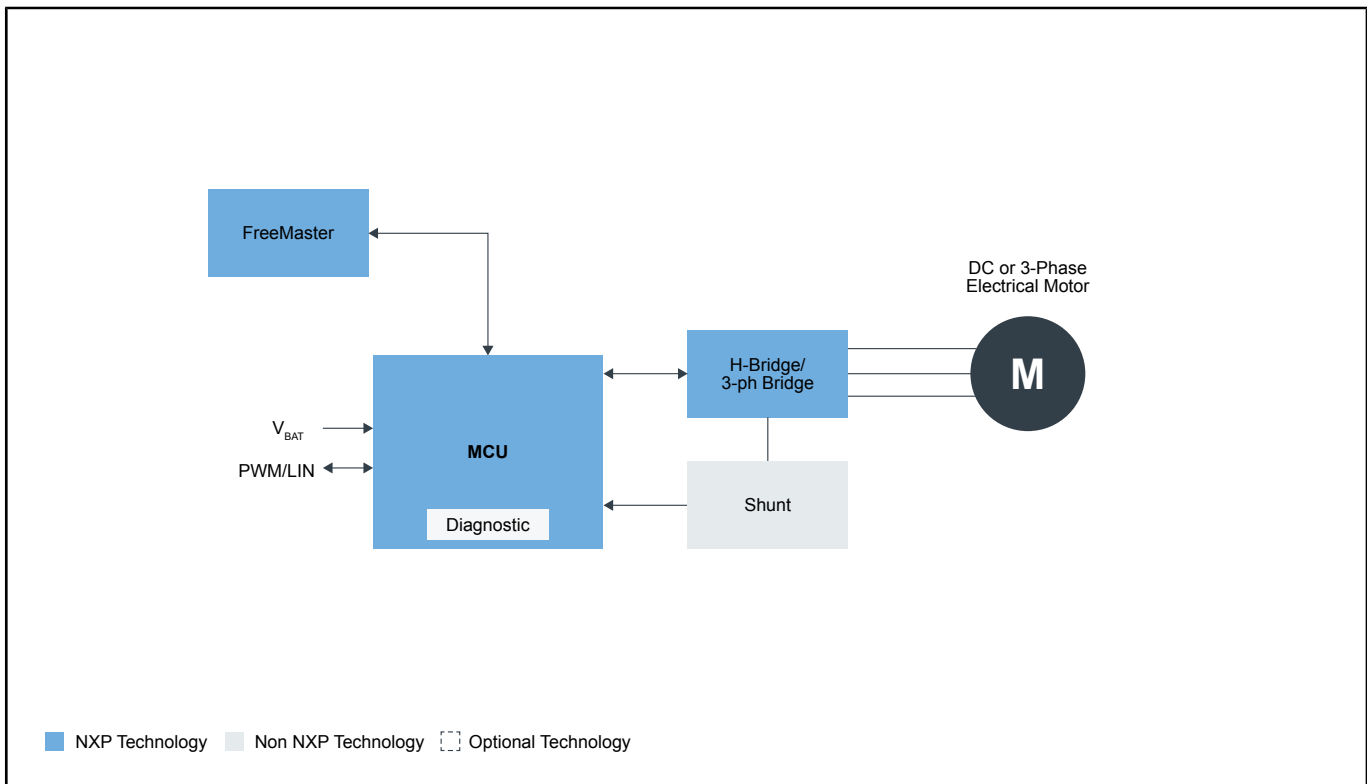 FreeMaster
DC or 3-Phase
Electrical Motor
H-Bridge/
3-ph Bridge
M
VBAT
MCU
PWM/LIN
Shunt
Diagnostic
NXP Technology
Non NXP Technology
Optional Technology